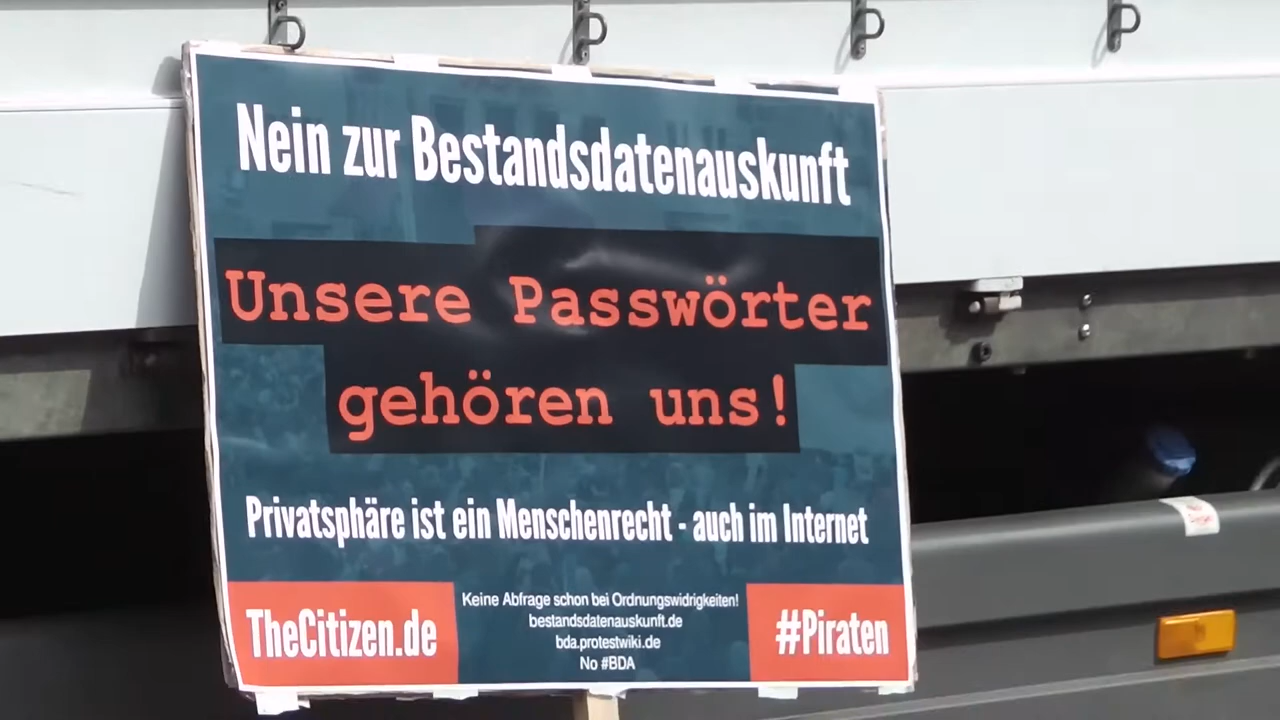 Nein zur Bestandsdatenauskunft
Unsere Passwörter
gehören uns!
Privatsphäre ist ein Menschenrecht - auch im Internet
TheCitizen.de
Keine Abfrage schon bei Ordnungswidrigkeiten!
bestandsdatenauskunft.de
bda.protestwiki.de
No #BDA
#Piraten